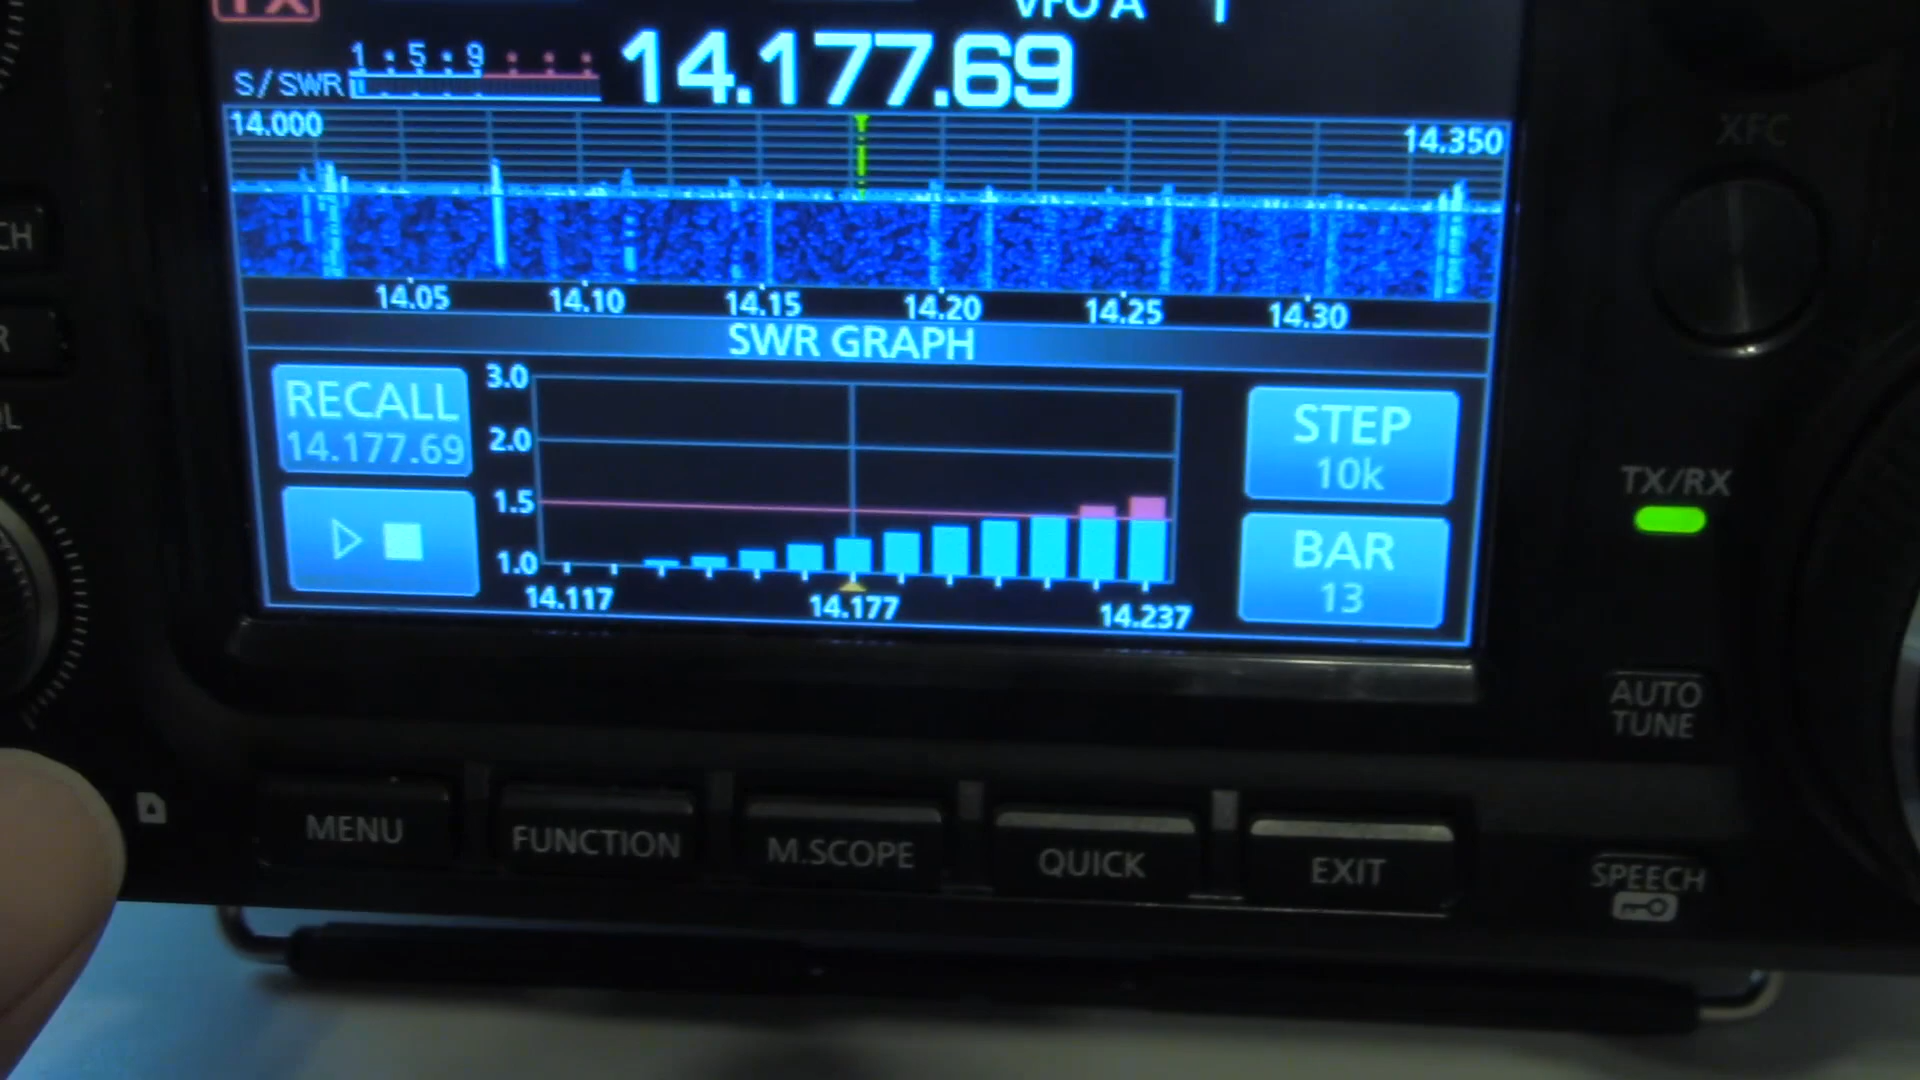 TX
VFO A
1 · 5 · 9
S/SWR
14.177.69
14.000
14.350
14.05 14.10 14.15 14.20 14.25 14.30
SWR GRAPH
RECALL
14.177.69
3.0
2.0
1.5
1.0
14.117 14.177 14.237
STEP
10k
BAR
13
XFC
TX/RX
AUTO
TUNE
MENU
FUNCTION
M.SCOPE
QUICK
EXIT
SPEECH
CH
R
QL